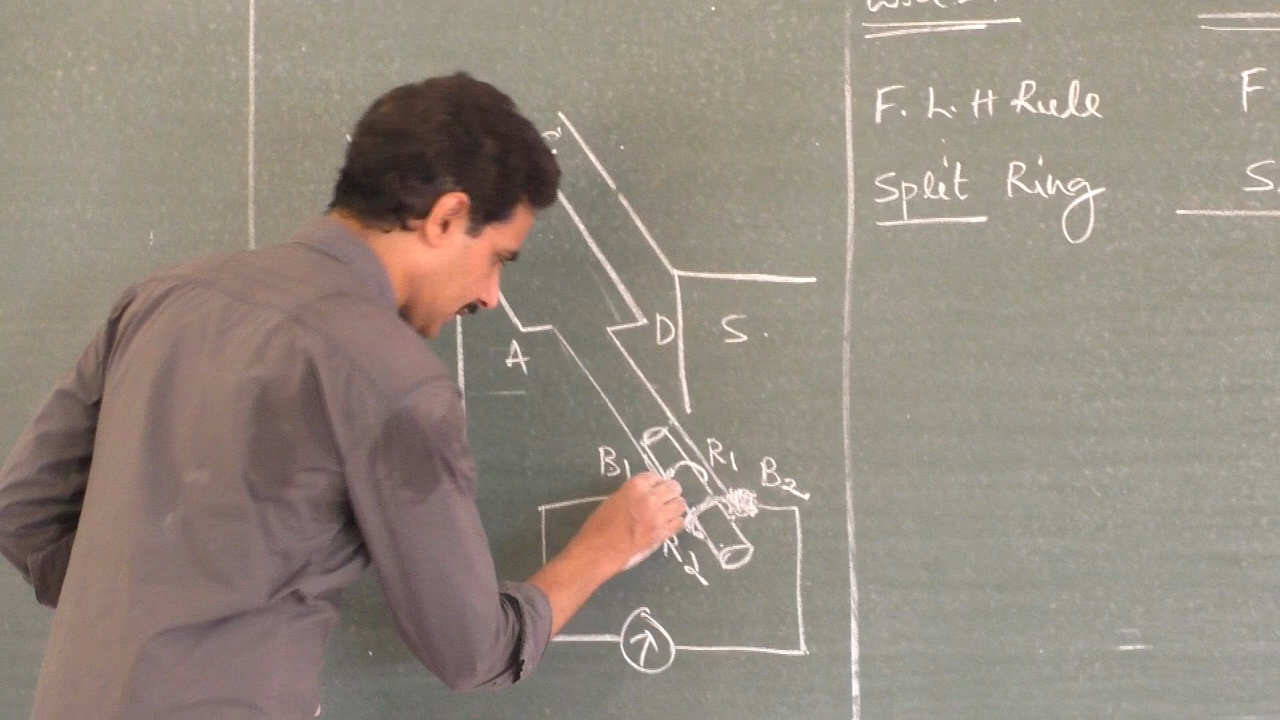 A
D
S.
B1
R1
B2
R2
F. L. H Rule
F
Split Ring
S